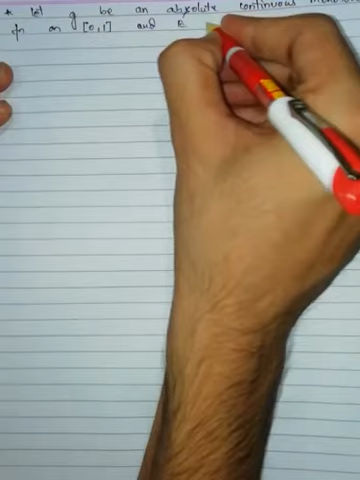 * Let g be an absolute continuous
fn on [0,1] and E